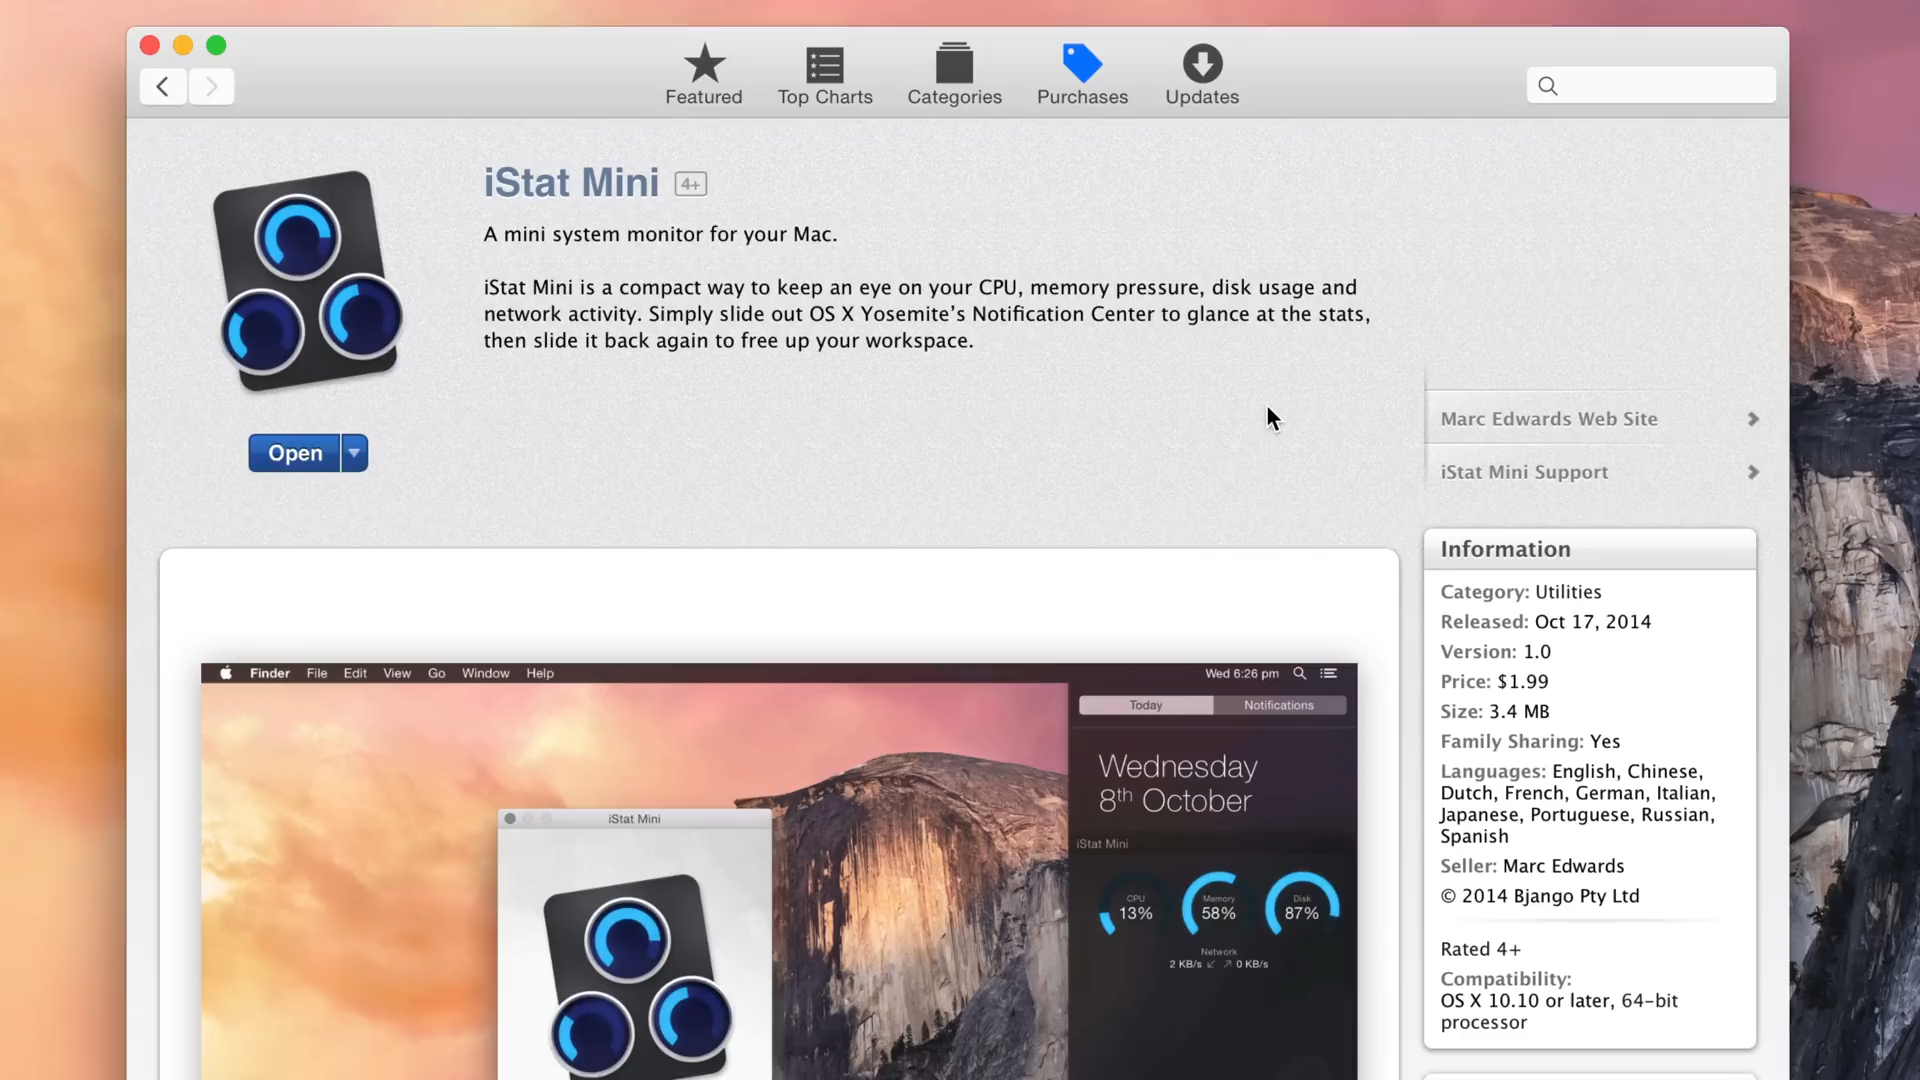 Featured
Top Charts
Categories
Purchases
Updates
iStat Mini 4+
A mini system monitor for your Mac.
iStat Mini is a compact way to keep an eye on your CPU, memory pressure, disk usage and
network activity. Simply slide out OS X Yosemite’s Notification Center to glance at the stats,
then slide it back again to free up your workspace.
Open
Marc Edwards Web Site
iStat Mini Support
Information
Category: Utilities
Released: Oct 17, 2014
Version: 1.0
Price: $1.99
Size: 3.4 MB
Family Sharing: Yes
Languages: English, Chinese,
Dutch, French, German, Italian,
Japanese, Portuguese, Russian,
Spanish
Seller: Marc Edwards
© 2014 Bjango Pty Ltd
Rated 4+
Compatibility:
OS X 10.10 or later, 64-bit
processor
Finder File Edit View Go Window Help
Wed 6:26 pm
Today
Notifications
Wednesday
8th October
iStat Mini
iStat Mini
CPU
13%
Memory
58%
Disk
87%
Network
2 KB/s ↙ ↗ 0 KB/s